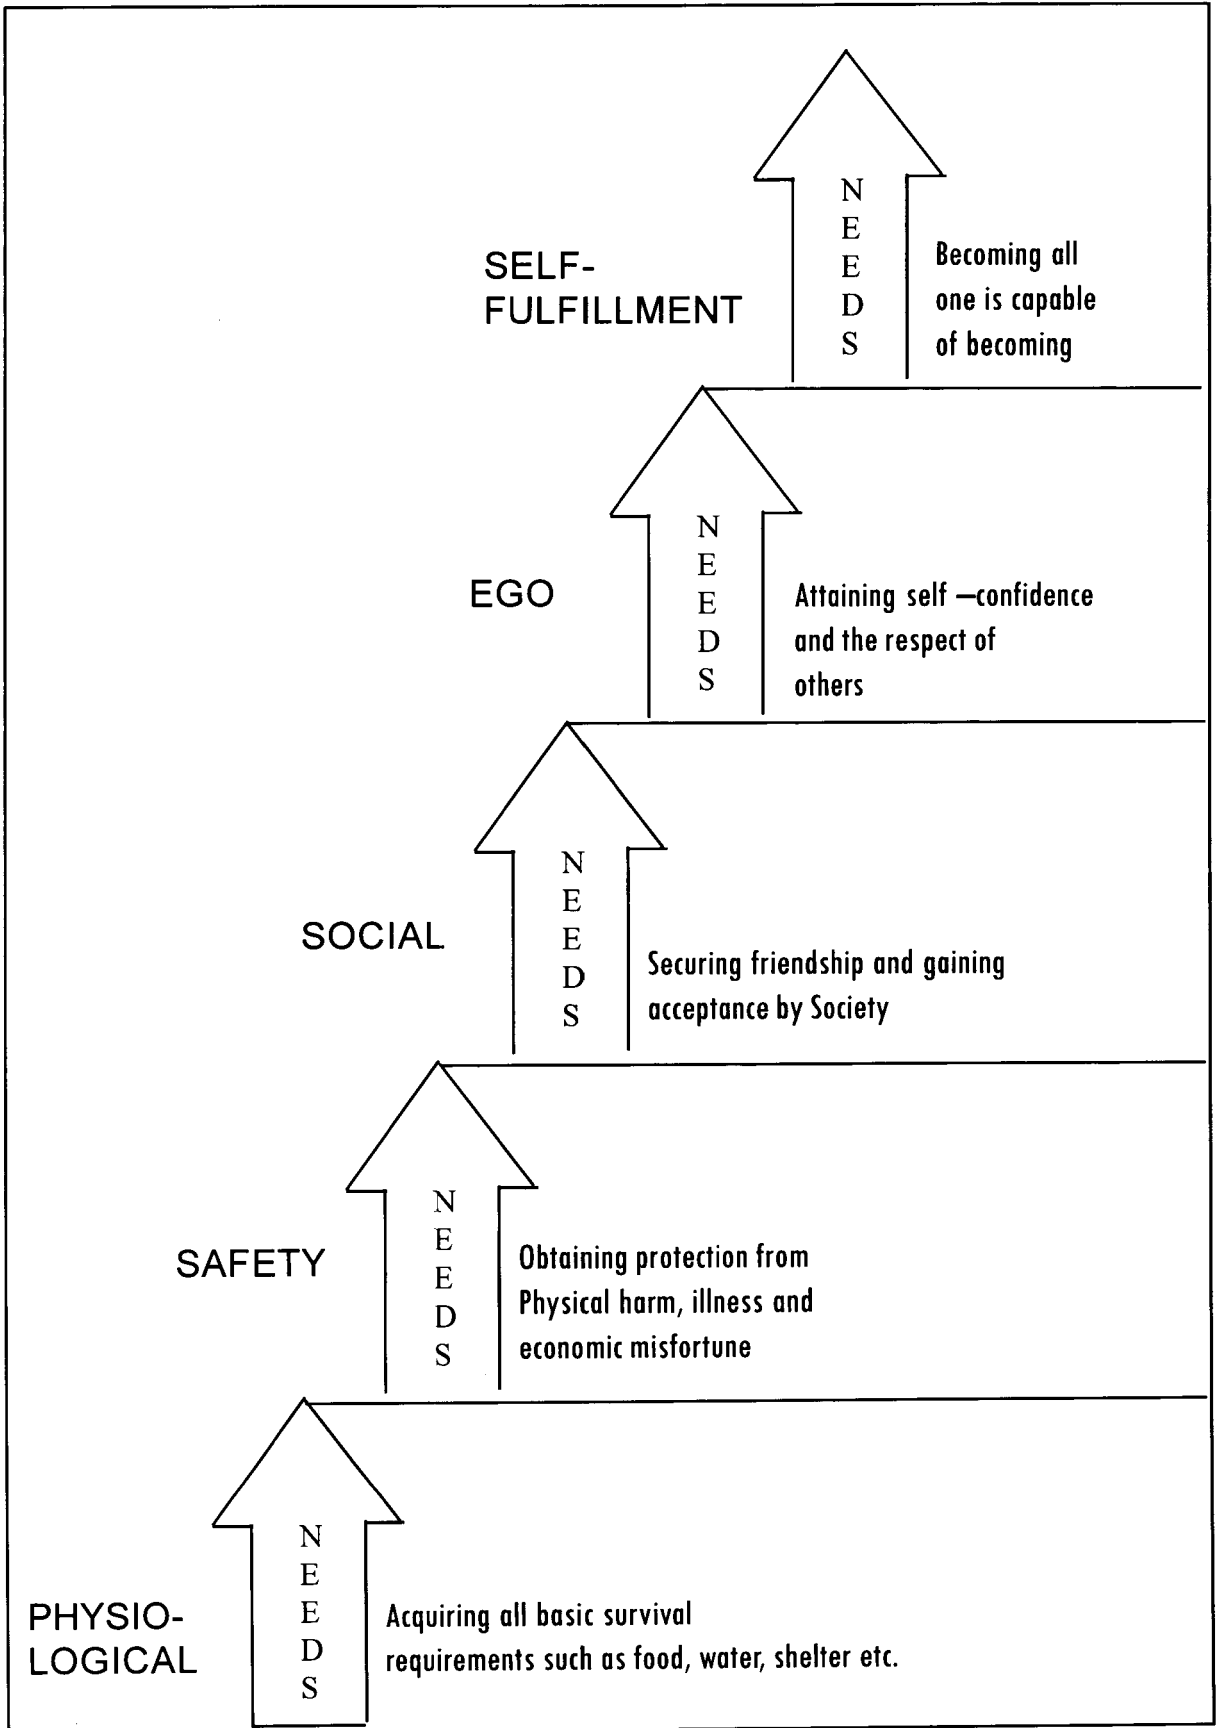 N
E
E
D
S
SELF-
FULFILLMENT
Becoming all
one is capable
of becoming
N
E
E
D
S
EGO
Attaining self –confidence
and the respect of
others
N
E
E
D
S
SOCIAL
Securing friendship and gaining
acceptance by Society
N
E
E
D
S
SAFETY
Obtaining protection from
Physical harm, illness and
economic misfortune
N
E
E
D
S
PHYSIO-
LOGICAL
Acquiring all basic survival
requirements such as food, water, shelter etc.